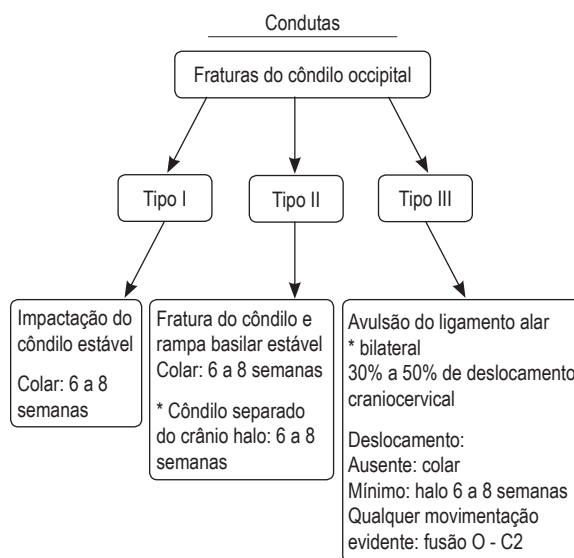 Condutas
Fraturas do côndilo occipital
Tipo I
Tipo II
Tipo III
Impactação do
côndilo estável
Colar: 6 a 8
semanas
Fratura do côndilo e
rampa basilar estável
Colar: 6 a 8 semanas
* Côndilo separado
do crânio halo: 6 a 8
semanas
Avulsão do ligamento alar
* bilateral
30% a 50% de deslocamento
craniocervical
Deslocamento:
Ausente: colar
Mínimo: halo 6 a 8 semanas
Qualquer movimentação
evidente: fusão O - C2